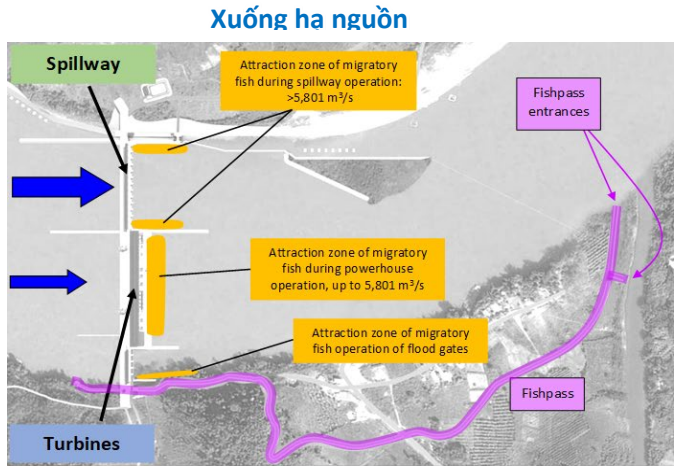 Xuống hạ nguồn
Spillway
Attraction zone of migratory
fish during spillway operation:
>5,801 m³/s
Fishpass
entrances
Attraction zone of migratory
fish during powerhouse
operation, up to 5,801 m³/s
Attraction zone of migratory
fish operation of flood gates
Fishpass
Turbines